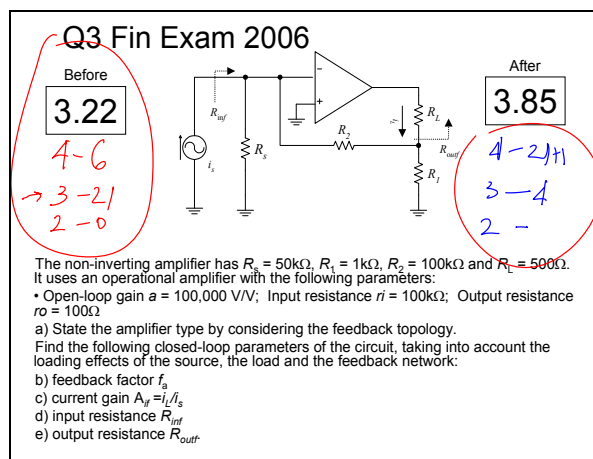 Q3 Fin Exam 2006
Before
3.22
4-6
→ 3-21
2-0
After
3.85
4-21+1
3-4
2 -
−
+
R_inf
i_s
R_s
R_2
i_f
R_L
R_outf
R_1
The non-inverting amplifier has R_s = 50kΩ, R_1 = 1kΩ, R_2 = 100kΩ and R_L = 500Ω.
It uses an operational amplifier with the following parameters:
• Open-loop gain a = 100,000 V/V; Input resistance ri = 100kΩ; Output resistance
ro = 100Ω
a) State the amplifier type by considering the feedback topology.
Find the following closed-loop parameters of the circuit, taking into account the
loading effects of the source, the load and the feedback network:
b) feedback factor f_a
c) current gain A_if =i_L/i_s
d) input resistance R_inf
e) output resistance R_outf.